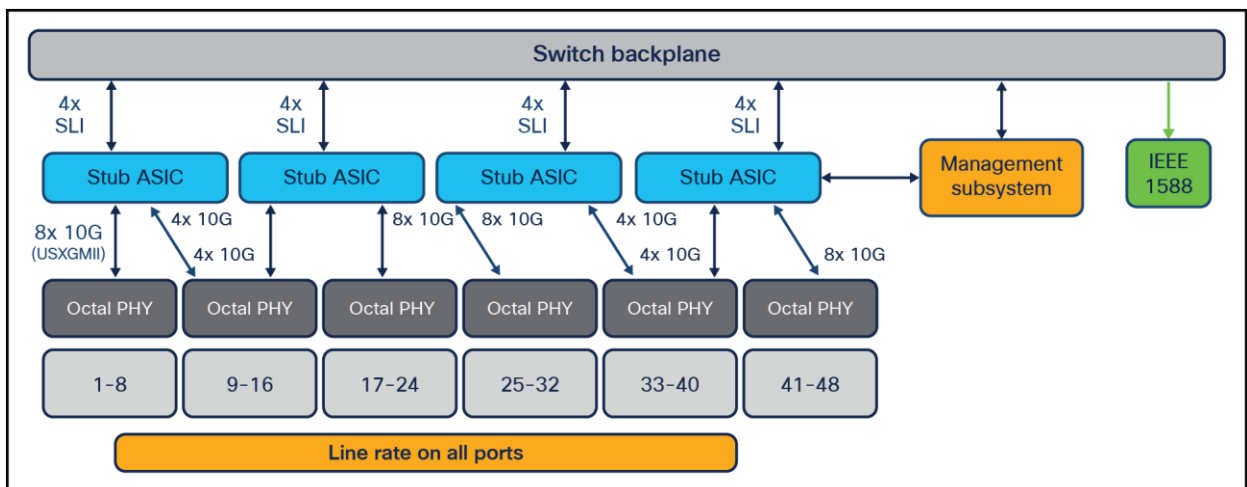 Switch backplane
4x
SLI
4x
SLI
4x
SLI
4x
SLI
Stub ASIC
Stub ASIC
Stub ASIC
Stub ASIC
Management
subsystem
IEEE
1588
8x 10G
(USXGMII)
4x 10G
4x 10G
8x 10G
8x 10G
4x 10G
4x 10G
8x 10G
Octal PHY
Octal PHY
Octal PHY
Octal PHY
Octal PHY
Octal PHY
1-8
9-16
17-24
25-32
33-40
41-48
Line rate on all ports